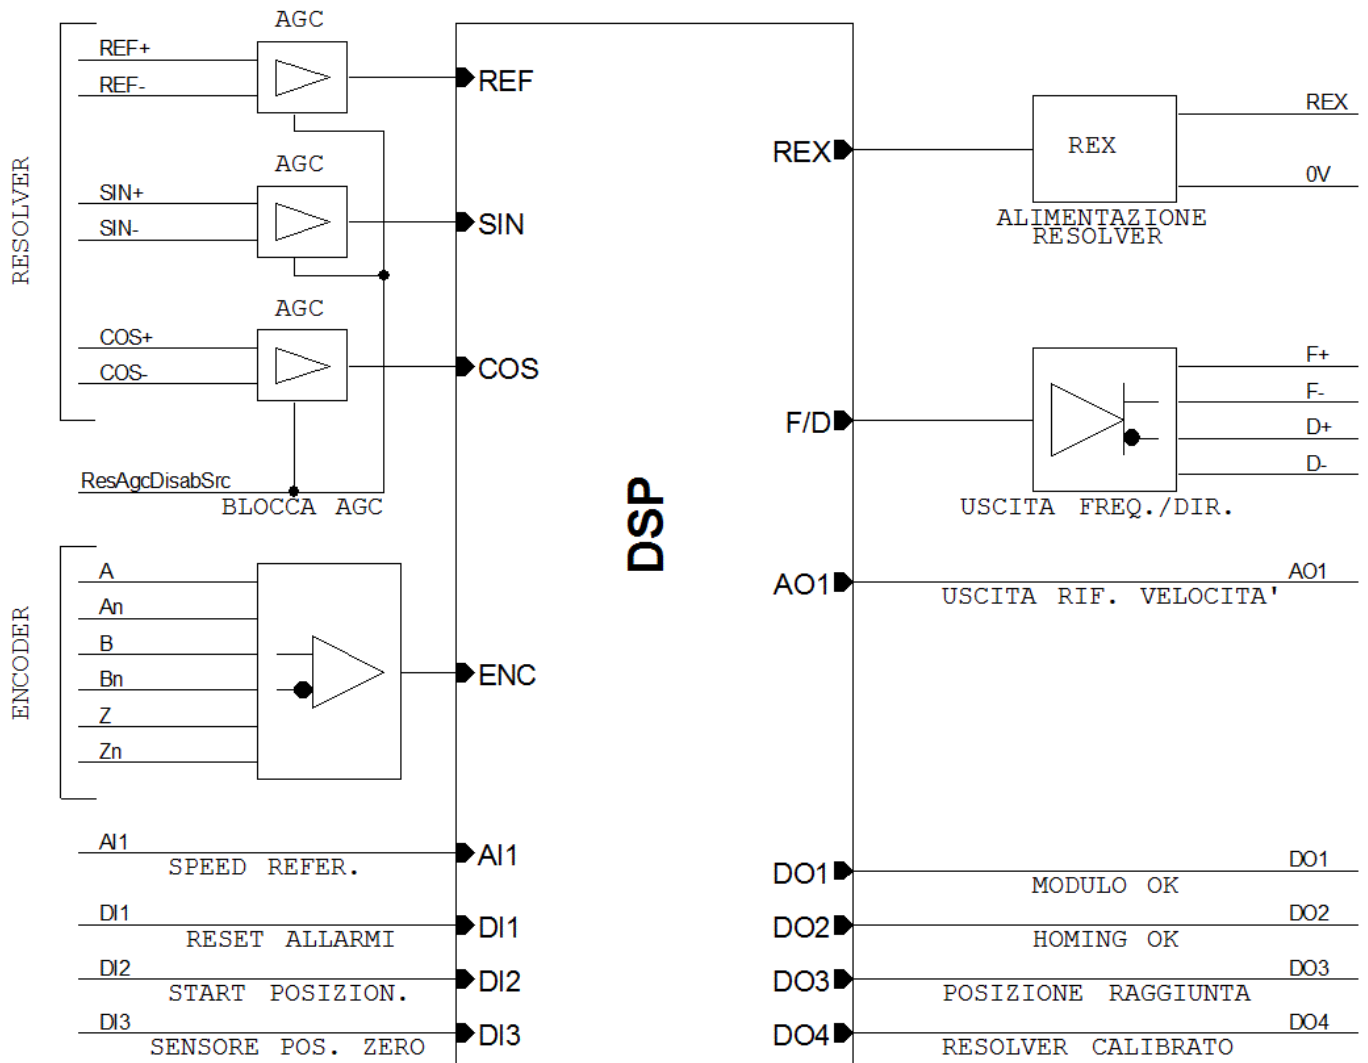 AGC
REF+
REF-
REF
RESOLVER
AGC
SIN+
SIN-
SIN
AGC
COS+
COS-
COS
ResAgcDisabSrc
BLOCCA AGC
ENCODER
A
An
B
Bn
Z
Zn
ENC
AI1
SPEED REFER.
AI1
DI1
RESET ALLARMI
DI1
DI2
START POSIZION.
DI2
DI3
SENSORE POS. ZERO
DI3
DSP
REX
REX
REX
0V
ALIMENTAZIONE
RESOLVER
F/D
F+
F-
D+
D-
USCITA FREQ./DIR.
AO1
AO1
USCITA RIF. VELOCITA'
DO1
DO1
MODULO OK
DO2
DO2
HOMING OK
DO3
DO3
POSIZIONE RAGGIUNTA
DO4
DO4
RESOLVER CALIBRATO